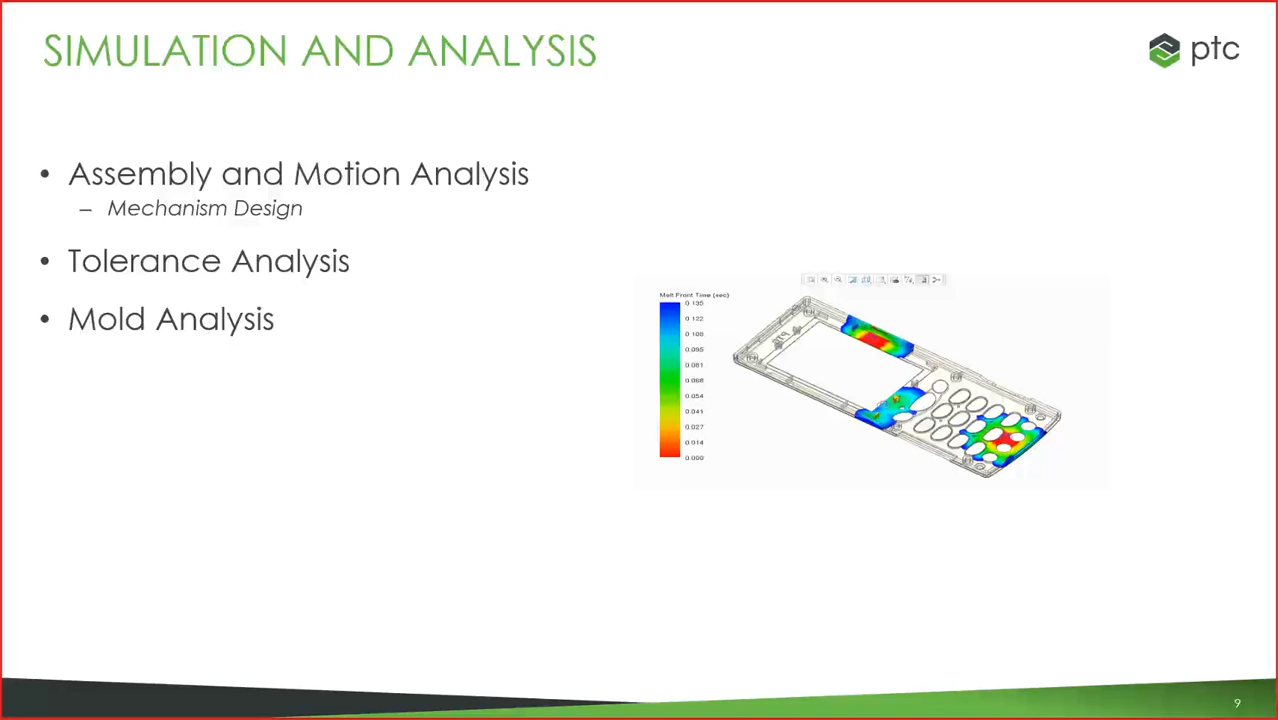 SIMULATION AND ANALYSIS
ptc
• Assembly and Motion Analysis
– Mechanism Design
• Tolerance Analysis
• Mold Analysis
Melt Front Time (sec)
0.135
0.122
0.108
0.095
0.081
0.068
0.054
0.041
0.027
0.014
0.000
9